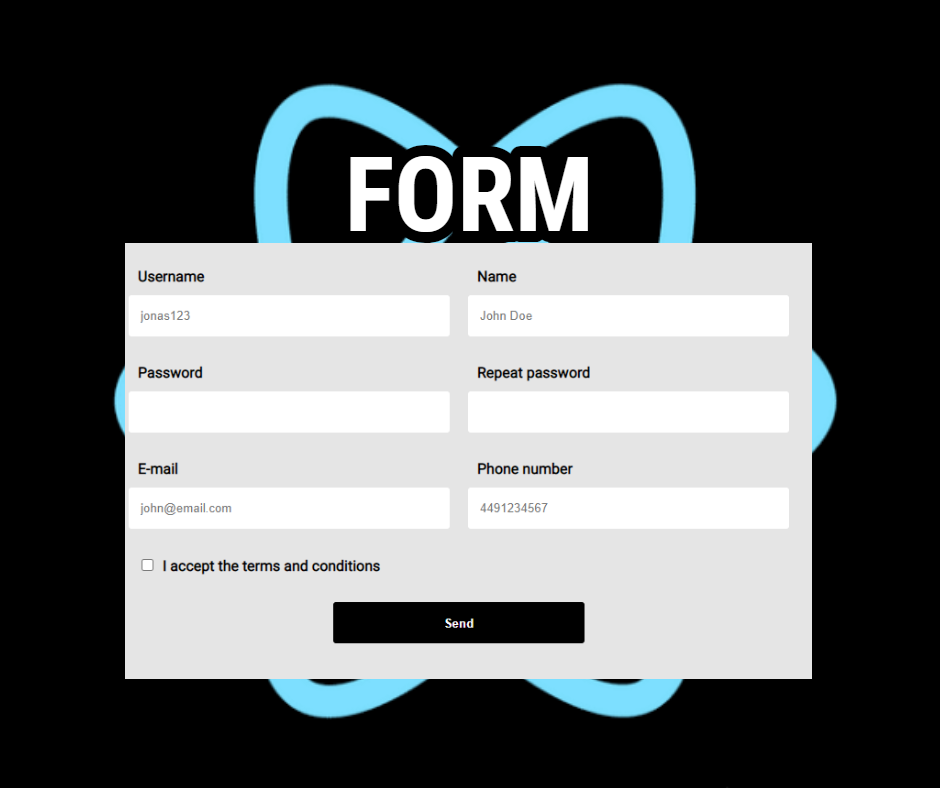 FORM
Username
Name
jonas123
John Doe
Password
Repeat password
E-mail
Phone number
john@email.com
4491234567
I accept the terms and conditions
Send